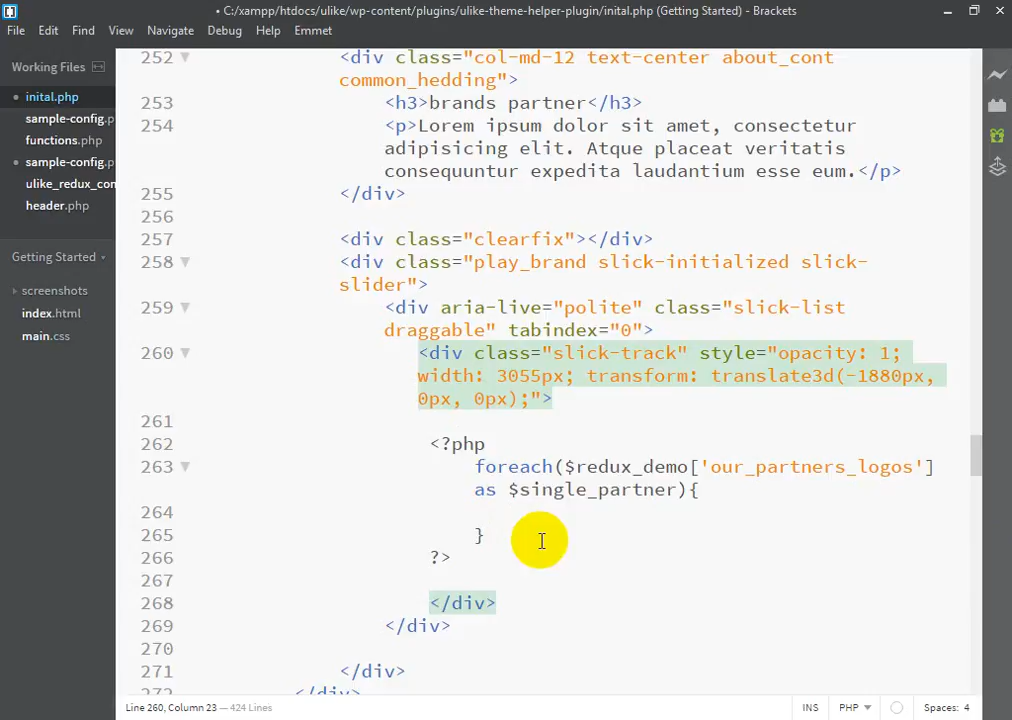 • C:/xampp/htdocs/ulike/wp-content/plugins/ulike-theme-helper-plugin/inital.php (Getting Started) - Brackets
File Edit Find View Navigate Debug Help Emmet
Working Files
inital.php
sample-config.p
functions.php
sample-config.p
ulike_redux_con
header.php
Getting Started
screenshots
index.html
main.css
252 <div class="col-md-12 text-center about_cont
common_hedding">
253 <h3>brands partner</h3>
254 <p>Lorem ipsum dolor sit amet, consectetur
adipisicing elit. Atque placeat veritatis
consequuntur expedita laudantium esse eum.</p>
255 </div>
256
257 <div class="clearfix"></div>
258 <div class="play_brand slick-initialized slick-
slider">
259 <div aria-live="polite" class="slick-list
draggable" tabindex="0">
260 <div class="slick-track" style="opacity: 1;
width: 3055px; transform: translate3d(-1880px,
0px, 0px);">
261
262 <?php
263 foreach($redux_demo['our_partners_logos']
as $single_partner){
264
265 }
266 ?>
267
268 </div>
269 </div>
270
271 </div>
272 </div>
Line 260, Column 23 — 424 Lines
INS PHP Spaces: 4